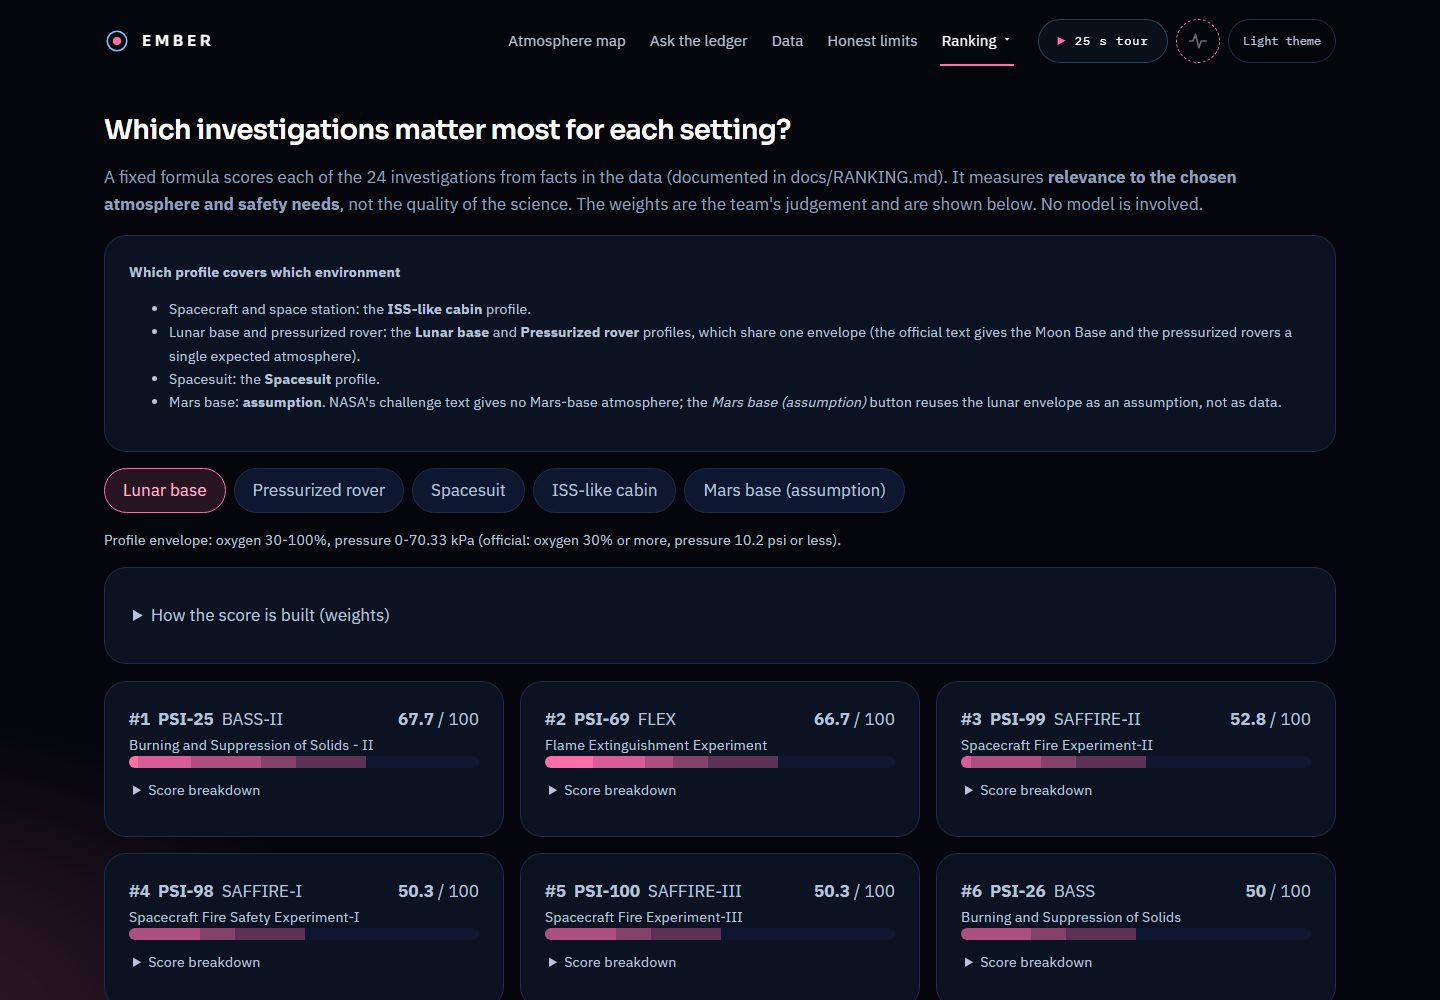 EMBER
Atmosphere map
Ask the ledger
Data
Honest limits
Ranking
25 s tour
Light theme
Which investigations matter most for each setting?
A fixed formula scores each of the 24 investigations from facts in the data (documented in docs/RANKING.md). It measures relevance to the chosen
atmosphere and safety needs, not the quality of the science. The weights are the team's judgement and are shown below. No model is involved.
Which profile covers which environment
Spacecraft and space station: the ISS-like cabin profile.
Lunar base and pressurized rover: the Lunar base and Pressurized rover profiles, which share one envelope (the official text gives the Moon Base and the pressurized rovers a
single expected atmosphere).
Spacesuit: the Spacesuit profile.
Mars base: assumption. NASA's challenge text gives no Mars-base atmosphere; the Mars base (assumption) button reuses the lunar envelope as an assumption, not as data.
Lunar base
Pressurized rover
Spacesuit
ISS-like cabin
Mars base (assumption)
Profile envelope: oxygen 30-100%, pressure 0-70.33 kPa (official: oxygen 30% or more, pressure 10.2 psi or less).
How the score is built (weights)
#1 PSI-25 BASS-II 67.7 / 100
Burning and Suppression of Solids - II
Score breakdown
#2 PSI-69 FLEX 66.7 / 100
Flame Extinguishment Experiment
Score breakdown
#3 PSI-99 SAFFIRE-II 52.8 / 100
Spacecraft Fire Experiment-II
Score breakdown
#4 PSI-98 SAFFIRE-I 50.3 / 100
Spacecraft Fire Safety Experiment-I
Score breakdown
#5 PSI-100 SAFFIRE-III 50.3 / 100
Spacecraft Fire Experiment-III
Score breakdown
#6 PSI-26 BASS 50 / 100
Burning and Suppression of Solids
Score breakdown